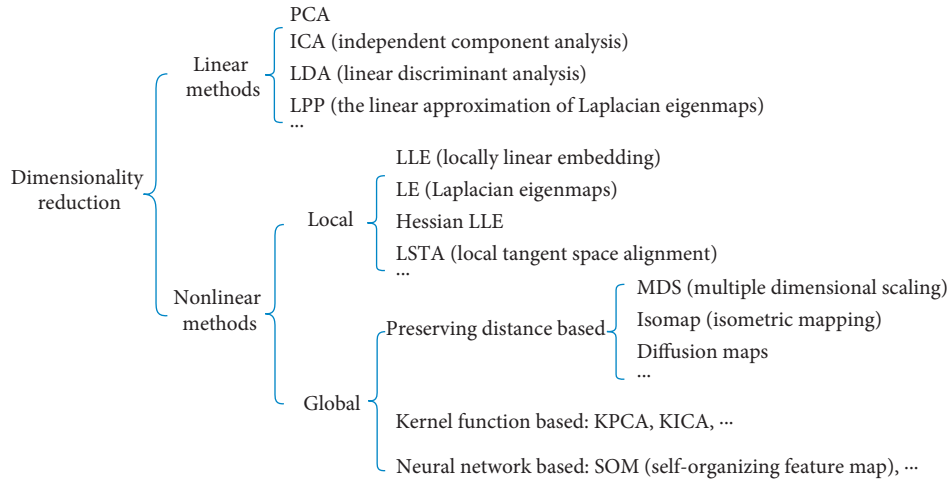 Dimensionality
reduction
Linear
methods
PCA
ICA (independent component analysis)
LDA (linear discriminant analysis)
LPP (the linear approximation of Laplacian eigenmaps)
...
Nonlinear
methods
Local
LLE (locally linear embedding)
LE (Laplacian eigenmaps)
Hessian LLE
LSTA (local tangent space alignment)
...
Global
Preserving distance based
MDS (multiple dimensional scaling)
Isomap (isometric mapping)
Diffusion maps
...
Kernel function based: KPCA, KICA, ...
Neural network based: SOM (self-organizing feature map), ...